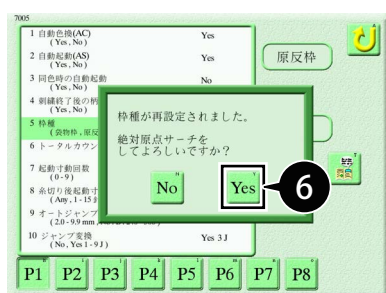 7005
1 自動色換(AC) Yes
(Yes , No)
2 自動起動(AS) Yes
(Yes , No)
原反枠
3 同色時の自動起動 No
(Yes , No)
4 刺繍終了後の柄
(Yes , No)
5 枠種
(袋物枠 , 原反
6 トータルカウン
7 起動寸動回数
(0 - 9)
8 糸切り後起動寸
(Any , 1 - 15
9 オートジャンプ
(2.0 - 9.9 mm ,
10 ジャンプ変換 Yes 3 J
(No , Yes 1 - 9 J)
枠種が再設定されました。
絶対原点サーチを
してよろしいですか？
No
Yes
6
P1 P2 P3 P4 P5 P6 P7 P8